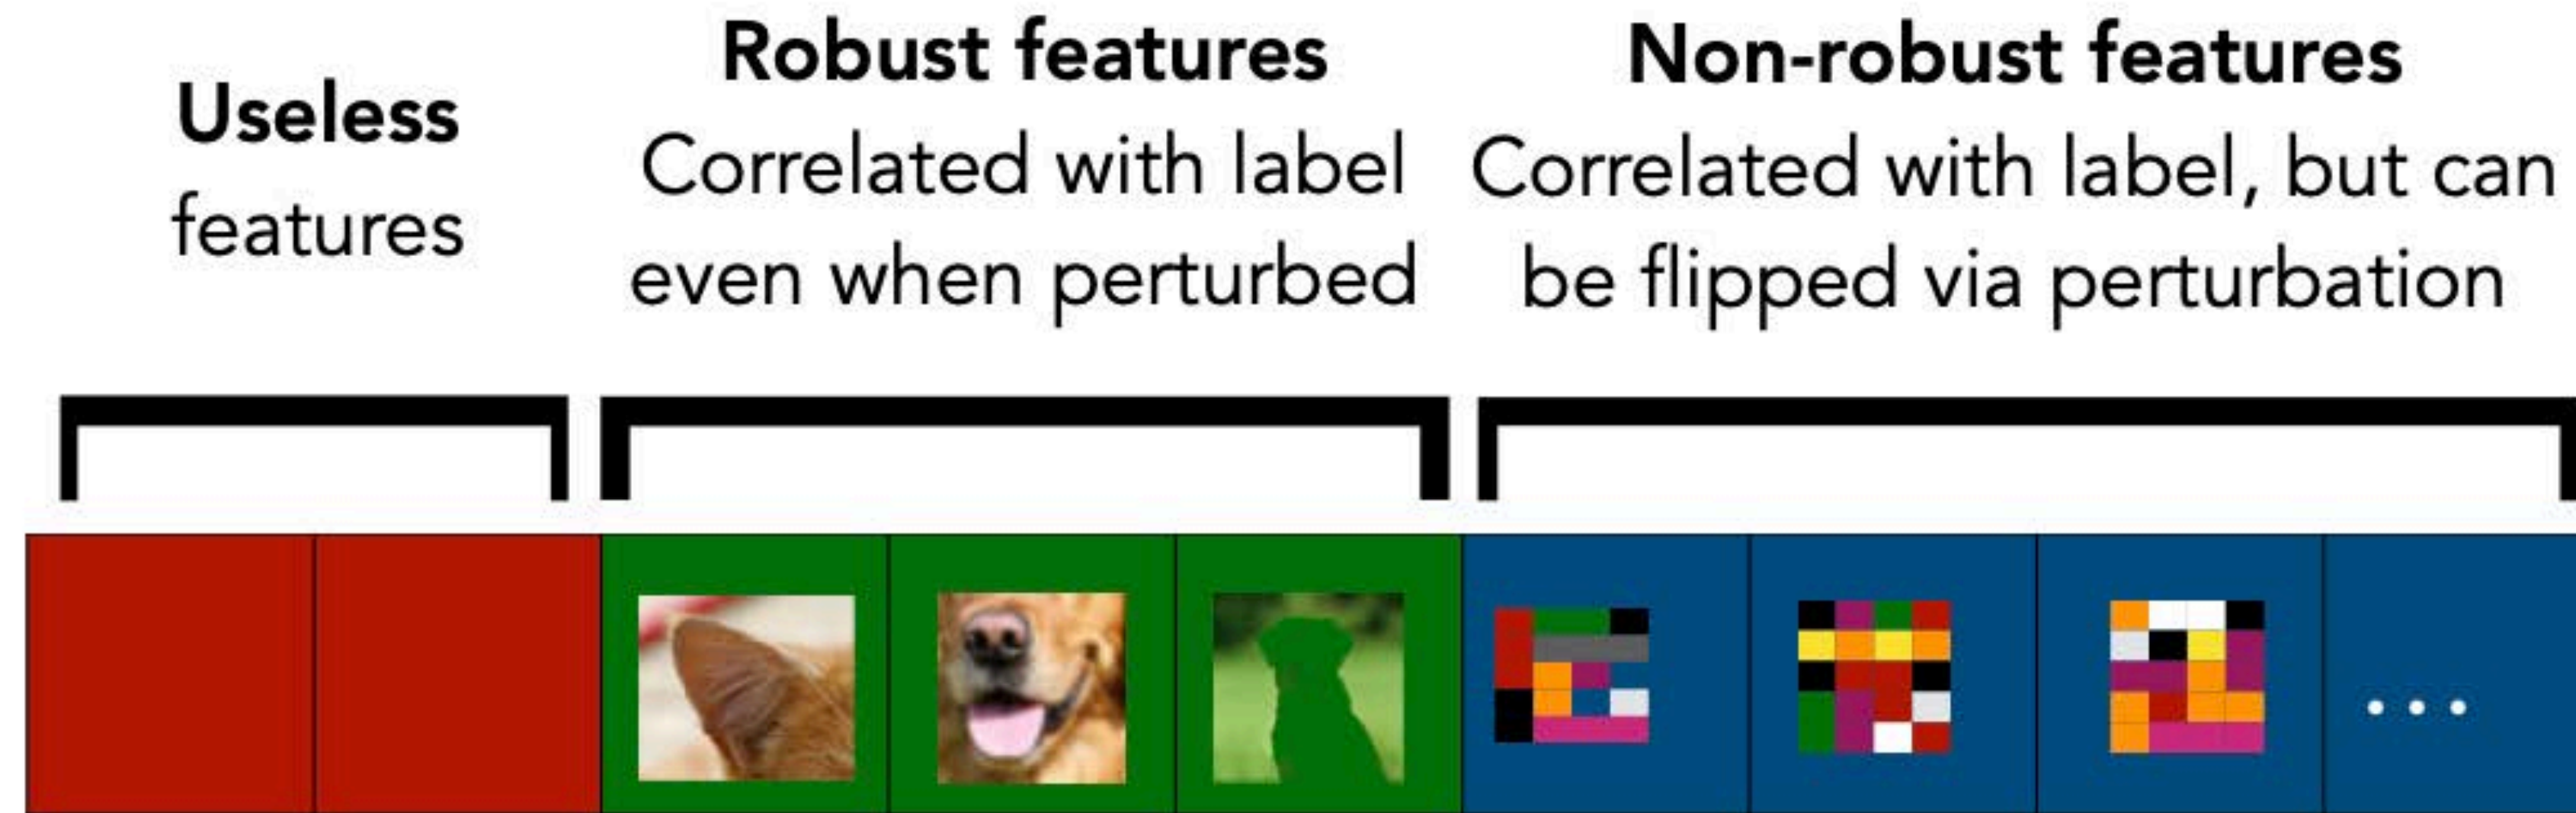 Useless
features
Robust features
Correlated with label
even when perturbed
Non-robust features
Correlated with label, but can
be flipped via perturbation
...